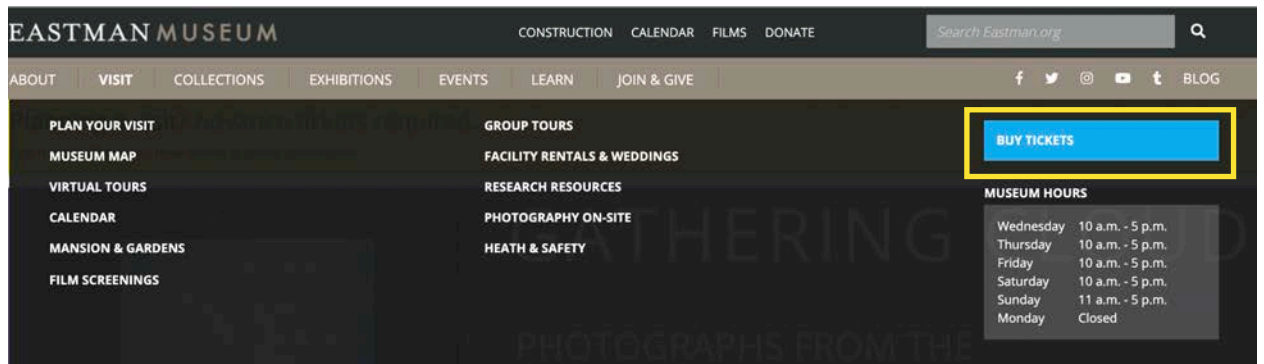 EASTMAN MUSEUM
CONSTRUCTION CALENDAR FILMS DONATE
Search Eastman.org
ABOUT VISIT COLLECTIONS EXHIBITIONS EVENTS LEARN JOIN & GIVE
BLOG
PLAN YOUR VISIT
MUSEUM MAP
VIRTUAL TOURS
CALENDAR
MANSION & GARDENS
FILM SCREENINGS
GROUP TOURS
FACILITY RENTALS & WEDDINGS
RESEARCH RESOURCES
PHOTOGRAPHY ON-SITE
HEATH & SAFETY
BUY TICKETS
MUSEUM HOURS
Wednesday 10 a.m. - 5 p.m.
Thursday 10 a.m. - 5 p.m.
Friday 10 a.m. - 5 p.m.
Saturday 10 a.m. - 5 p.m.
Sunday 11 a.m. - 5 p.m.
Monday Closed
GATHERING CLOUD
PHOTOGRAPHS FROM THE